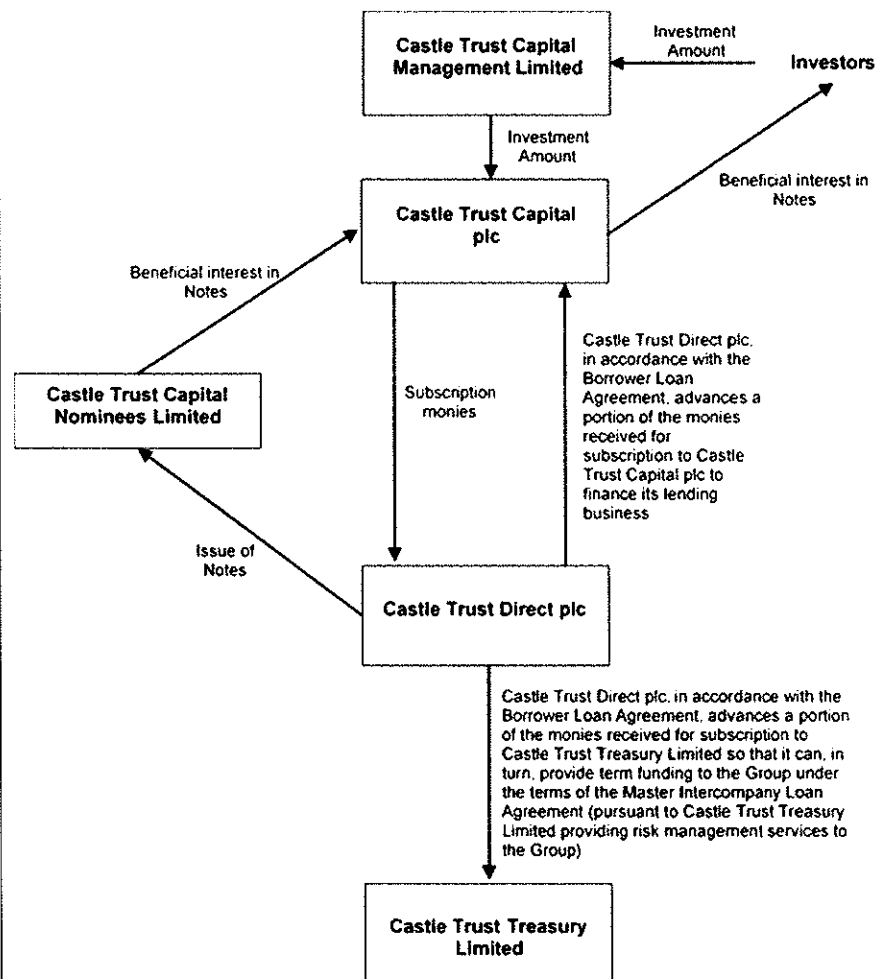 Castle Trust Capital
Management Limited
Investment
Amount
Investors
Investment
Amount
Beneficial interest in
Notes
Castle Trust Capital
plc
Beneficial interest in
Notes
Castle Trust Capital
Nominees Limited
Subscription
monies
Castle Trust Direct plc,
in accordance with the
Borrower Loan
Agreement, advances a
portion of the monies
received for
subscription to Castle
Trust Capital plc to
finance its lending
business
Issue of
Notes
Castle Trust Direct plc
Castle Trust Direct plc, in accordance with the
Borrower Loan Agreement, advances a portion
of the monies received for subscription to
Castle Trust Treasury Limited so that it can, in
turn, provide term funding to the Group under
the terms of the Master Intercompany Loan
Agreement (pursuant to Castle Trust Treasury
Limited providing risk management services to
the Group)
Castle Trust Treasury
Limited